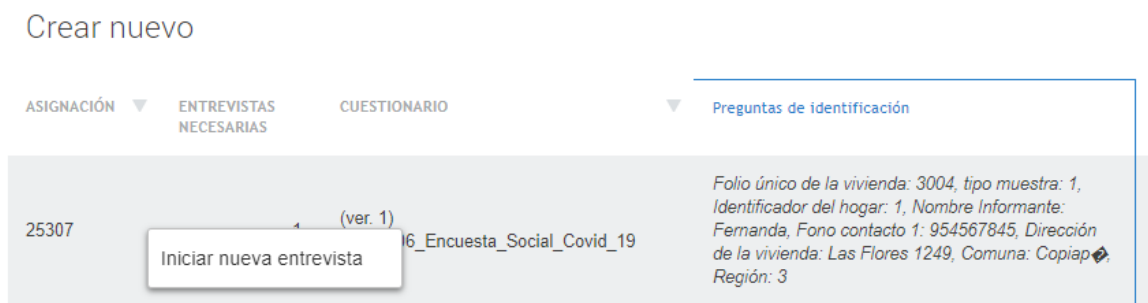 Crear nuevo
ASIGNACIÓN
ENTREVISTAS
NECESARIAS
CUESTIONARIO
Preguntas de identificación
25307
1
(ver. 1)
6_Encuesta_Social_Covid_19
Iniciar nueva entrevista
Folio único de la vivienda: 3004, tipo muestra: 1,
Identificador del hogar: 1, Nombre Informante:
Fernanda, Fono contacto 1: 954567845, Dirección
de la vivienda: Las Flores 1249, Comuna: Copiap�,
Región: 3